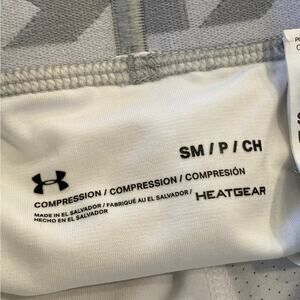 SM / P / CH
COMPRESSION / COMPRESSION / COMPRESIÓN
MADE IN EL SALVADOR / FABRIQUÉ AU EL SALVADOR / HEATGEAR
HECHO EN EL SALVADOR